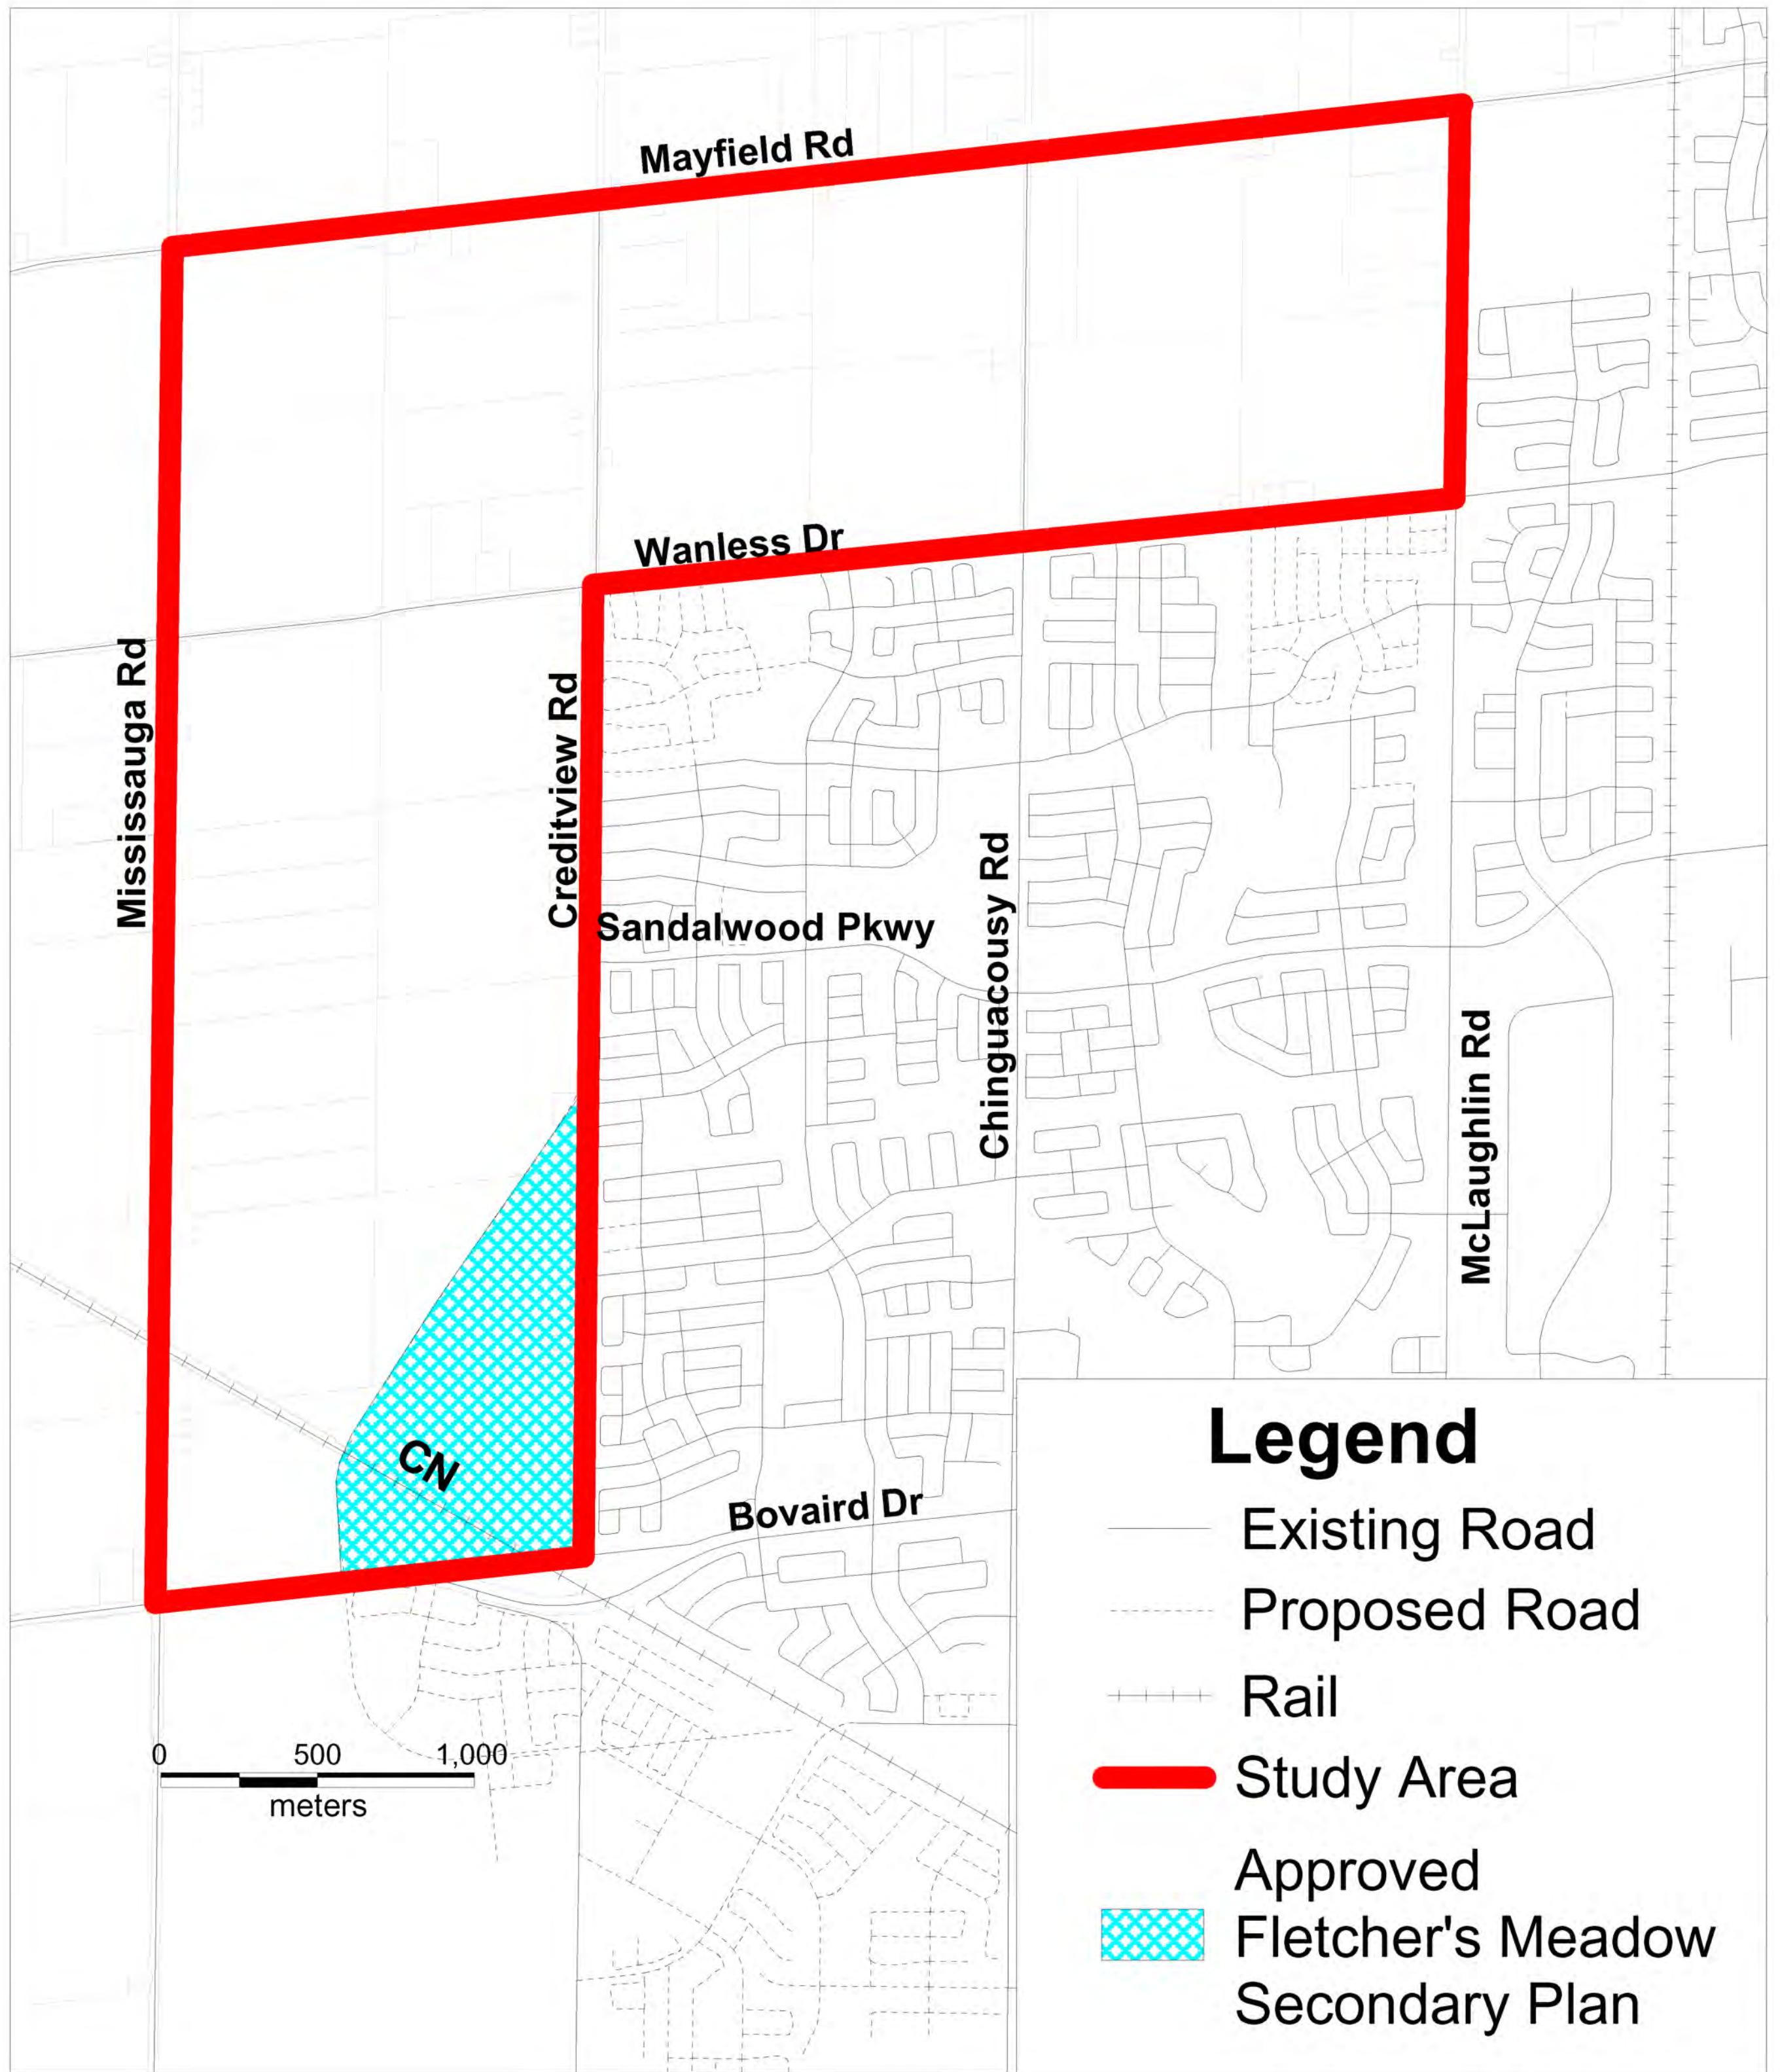 Mayfield Rd
Wanless Dr
Mississauga Rd
Creditview Rd
Sandalwood Pkwy
Chinguacousy Rd
McLaughlin Rd
CN
Bovaird Dr
0 500 1,000
meters
Legend
Existing Road
Proposed Road
Rail
Study Area
Approved
Fletcher's Meadow
Secondary Plan